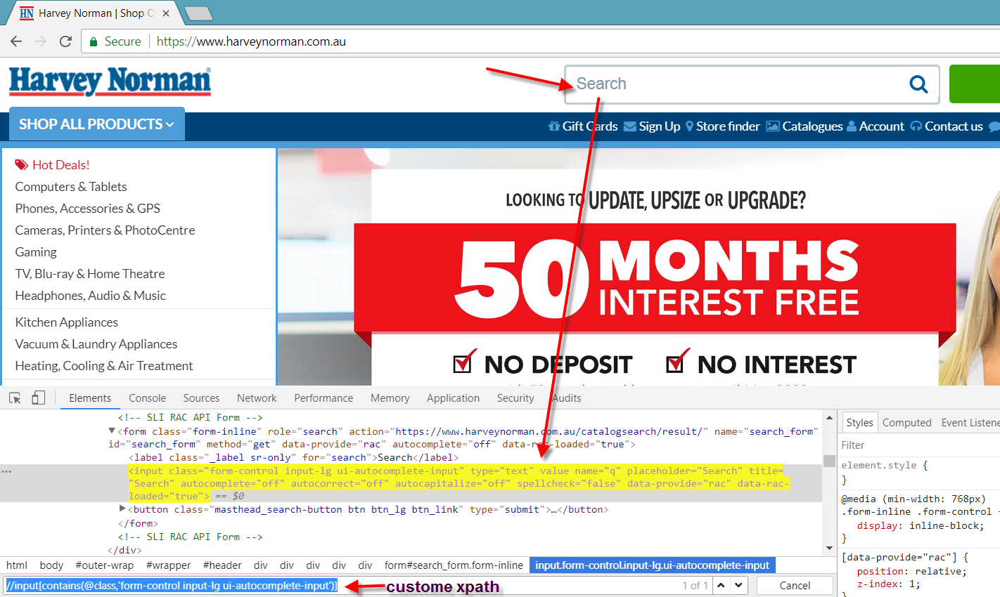 Harvey Norman | Shop O
Secure https://www.harveynorman.com.au
Harvey Norman
Search
SHOP ALL PRODUCTS
Gift Cards Sign Up Store finder Catalogues Account Contact us
Hot Deals!
Computers & Tablets
Phones, Accessories & GPS
Cameras, Printers & PhotoCentre
Gaming
TV, Blu-ray & Home Theatre
Headphones, Audio & Music
Kitchen Appliances
Vacuum & Laundry Appliances
Heating, Cooling & Air Treatment
LOOKING TO UPDATE, UPSIZE OR UPGRADE?
50 MONTHS
INTEREST FREE
NO DEPOSIT NO INTEREST
Elements Console Sources Network Performance Memory Application Security Audits
<!-- SLI RAC API Form -->
<form class="form-inline" role="search" action="https://www.harveynorman.com.au/catalogsearch/result/" name="search_form"
id="search_form" method="get" data-provide="rac" autocomplete="off" data-rac-loaded="true">
<label class="_label sr-only" for="search">Search</label>
<input class="form-control input-lg ui-autocomplete-input" type="text" value name="q" placeholder="Search" title=
"Search" autocomplete="off" autocorrect="off" autocapitalize="off" spellcheck="false" data-provide="rac" data-rac-
loaded="true"> == $0
<button class="masthead_search-button btn btn_lg btn_link" type="submit">…</button>
</form>
<!-- SLI RAC API Form -->
</div>
html body #outer-wrap #wrapper #header div div div div div form#search_form.form-inline input.form-control.input-lg.ui-autocomplete-input
//input[contains(@class,'form-control input-lg ui-autocomplete-input')] custome xpath 1 of 1 Cancel
Styles Computed Event Listene
Filter
element.style {
}
@media (min-width: 768px)
.form-inline .form-control
display: inline-block;
}
[data-provide="rac"] {
position: relative;
z-index: 1;